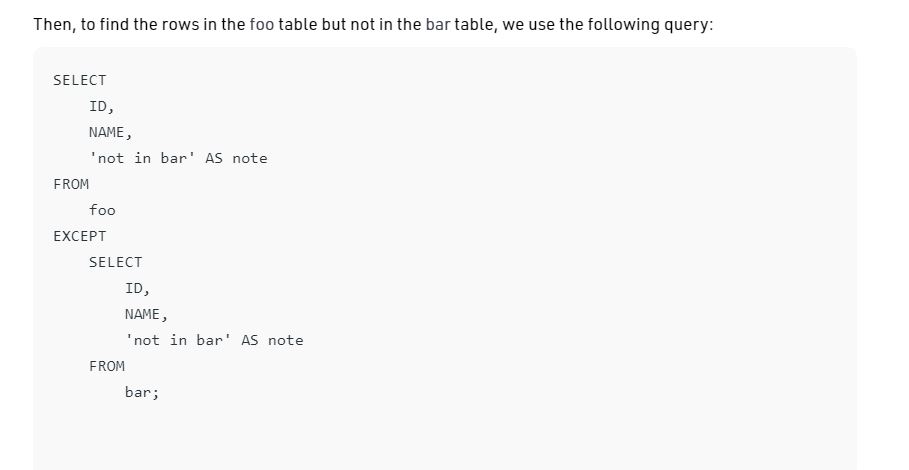 Then, to find the rows in the foo table but not in the bar table, we use the following query:
SELECT
ID,
NAME,
'not in bar' AS note
FROM
foo
EXCEPT
SELECT
ID,
NAME,
'not in bar' AS note
FROM
bar;